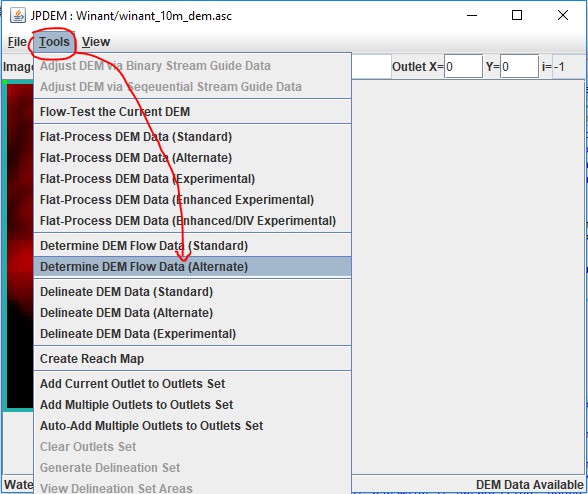 JPDEM : Winant/winant_10m_dem.asc
File Tools View
Image Outlet X= 0 Y= 0 i= -1
Adjust DEM via Binary Stream Guide Data
Adjust DEM via Seqeuential Stream Guide Data
Flow-Test the Current DEM
Flat-Process DEM Data (Standard)
Flat-Process DEM Data (Alternate)
Flat-Process DEM Data (Experimental)
Flat-Process DEM Data (Enhanced Experimental)
Flat-Process DEM Data (Enhanced/DIV Experimental)
Determine DEM Flow Data (Standard)
Determine DEM Flow Data (Alternate)
Delineate DEM Data (Standard)
Delineate DEM Data (Alternate)
Delineate DEM Data (Experimental)
Create Reach Map
Add Current Outlet to Outlets Set
Add Multiple Outlets to Outlets Set
Auto-Add Multiple Outlets to Outlets Set
Clear Outlets Set
Generate Delineation Set
Wate DEM Data Available
View Delineation Set Areas